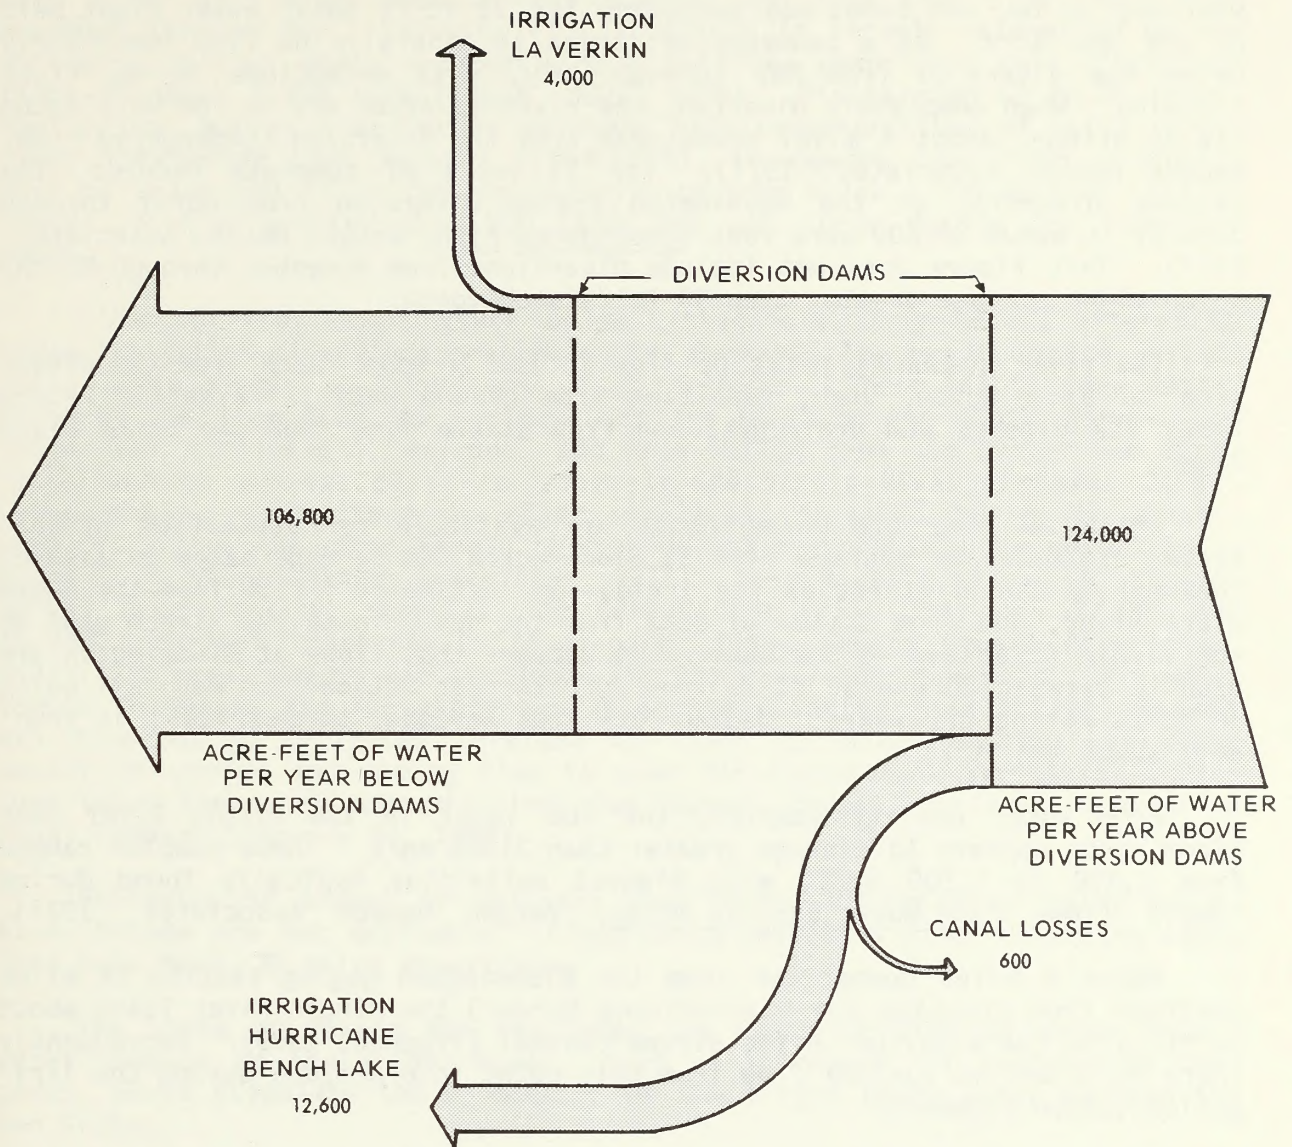 IRRIGATION
LA VERKIN
4,000
DIVERSION DAMS
106,800
124,000
ACRE-FEET OF WATER
PER YEAR BELOW
DIVERSION DAMS
ACRE-FEET OF WATER
PER YEAR ABOVE
DIVERSION DAMS
CANAL LOSSES
600
IRRIGATION
HURRICANE
BENCH LAKE
12,600